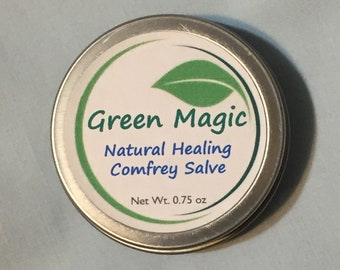 Green Magic
Natural Healing
Comfrey Salve
Net Wt. 0.75 oz